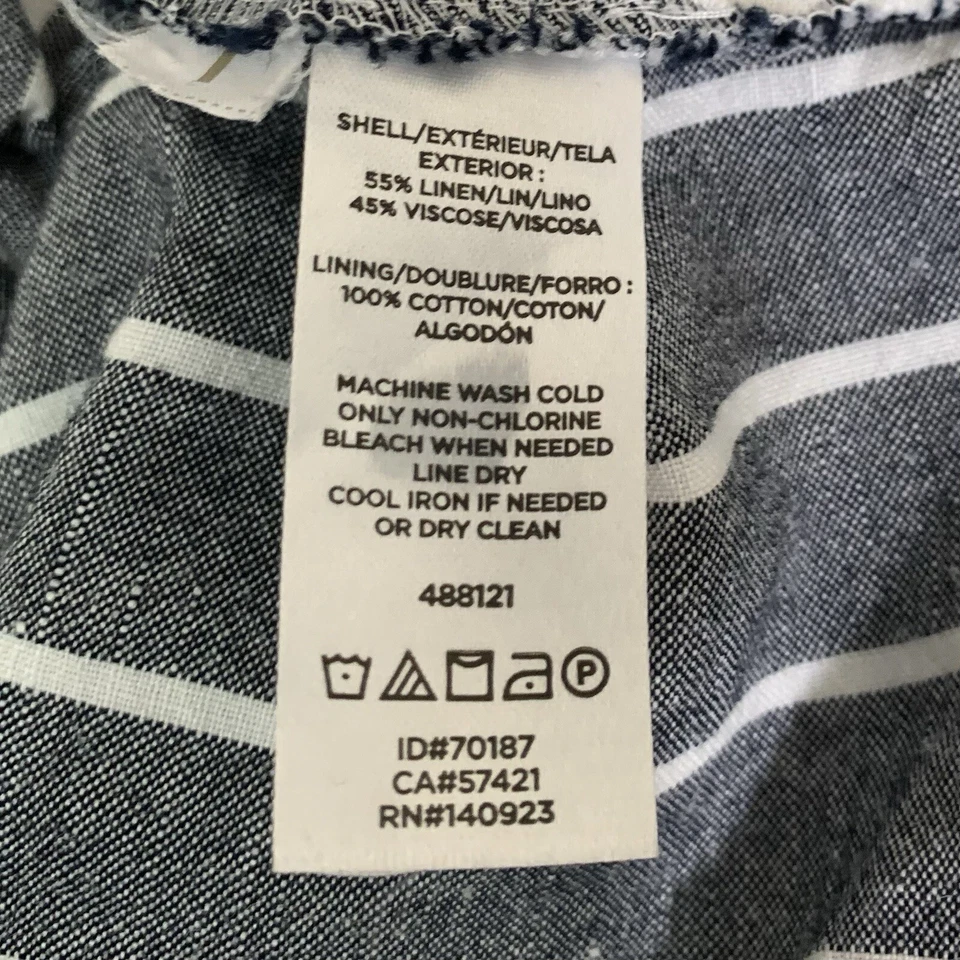 SHELL/EXTÉRIEUR/TELA
EXTERIOR :
55% LINEN/LIN/LINO
45% VISCOSE/VISCOSA
LINING/DOUBLURE/FORRO :
100% COTTON/COTON/
ALGODÓN
MACHINE WASH COLD
ONLY NON-CHLORINE
BLEACH WHEN NEEDED
LINE DRY
COOL IRON IF NEEDED
OR DRY CLEAN
488121
P
ID#70187
CA#57421
RN#140923